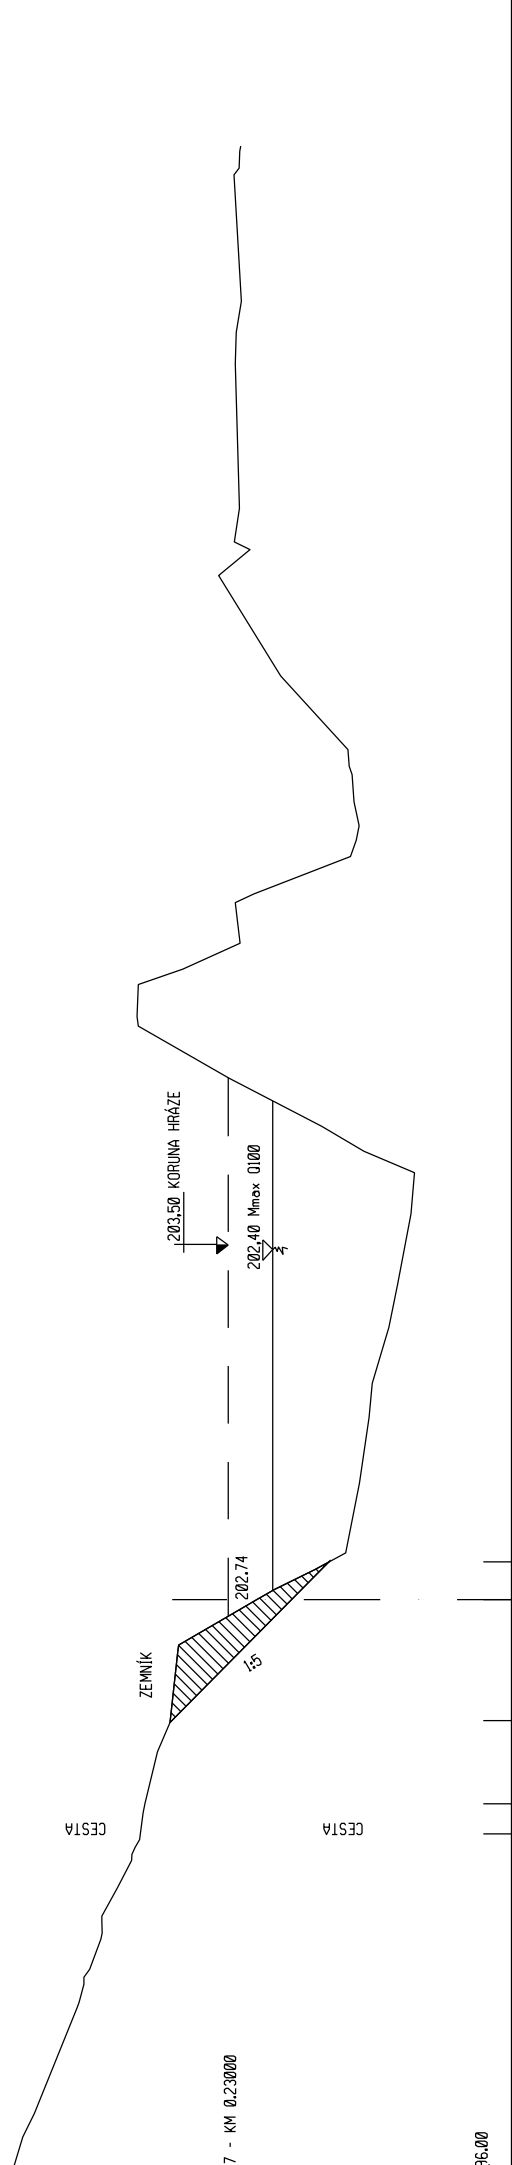 203.50 KORUNA HRÁZE
202.40 Mmax Q100
202.74
ZEMNÍK
1:5
CESTA
CESTA
7 - KM 0.23000
96.00